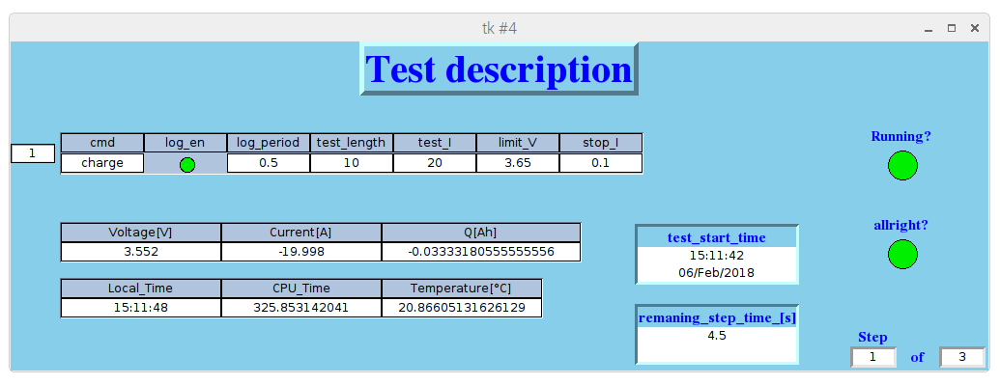 tk #4
Test description
cmd log_en log_period test_length test_I limit_V stop_I
1 charge 0.5 10 20 3.65 0.1
Running?
allright?
Voltage[V] Current[A] Q[Ah]
3.552 -19.998 -0.03333180555555556
test_start_time
15:11:42
06/Feb/2018
Local_Time CPU_Time Temperature[°C]
15:11:48 325.853142041 20.86605131626129
remaning_step_time_[s]
4.5
Step
1 of 3